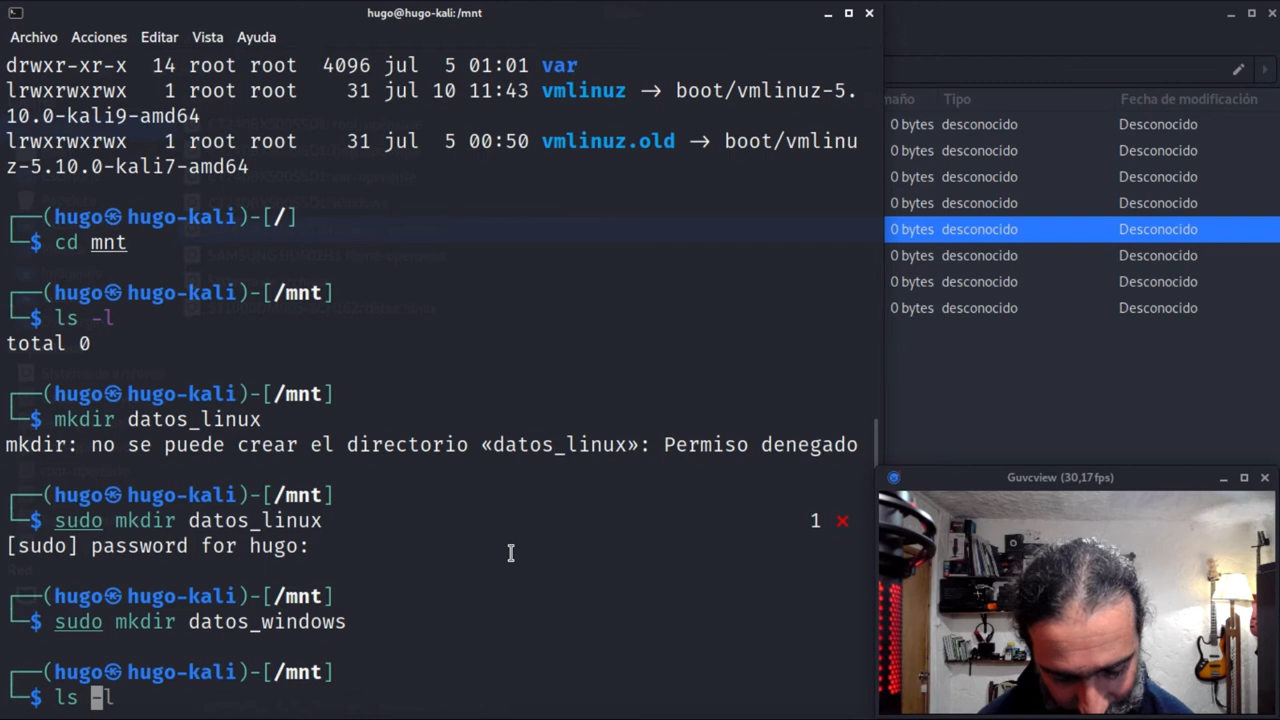 hugo@hugo-kali: /mnt
Archivo Acciones Editar Vista Ayuda
drwxr-xr-x 14 root root 4096 jul 5 01:01 var
lrwxrwxrwx 1 root root 31 jul 10 11:43 vmlinuz → boot/vmlinuz-5.
10.0-kali9-amd64
lrwxrwxrwx 1 root root 31 jul 5 00:50 vmlinuz.old → boot/vmlinu
z-5.10.0-kali7-amd64
┌──(hugo㉿hugo-kali)-[/]
└─$ cd mnt
┌──(hugo㉿hugo-kali)-[/mnt]
└─$ ls -l
total 0
┌──(hugo㉿hugo-kali)-[/mnt]
└─$ mkdir datos_linux
mkdir: no se puede crear el directorio «datos_linux»: Permiso denegado
┌──(hugo㉿hugo-kali)-[/mnt]
└─$ sudo mkdir datos_linux 1 ⨯
[sudo] password for hugo:
┌──(hugo㉿hugo-kali)-[/mnt]
└─$ sudo mkdir datos_windows
┌──(hugo㉿hugo-kali)-[/mnt]
└─$ ls -l
maño Tipo Fecha de modificación
0 bytes desconocido Desconocido
0 bytes desconocido Desconocido
0 bytes desconocido Desconocido
0 bytes desconocido Desconocido
0 bytes desconocido Desconocido
0 bytes desconocido Desconocido
0 bytes desconocido Desconocido
0 bytes desconocido Desconocido
Guvcview (30,17 fps)